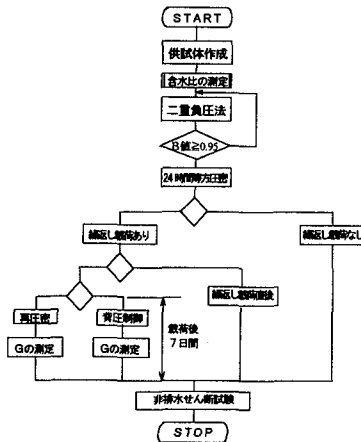 START
供試体作成
含水比の測定
二重負圧法
B値≧0.95
24時間等方圧密
繰返し載荷あり
繰返し載荷なし
繰返し載荷直後
再圧密
背圧制御
載荷後
7日間
Gの測定
Gの測定
非排水せん断試験
STOP